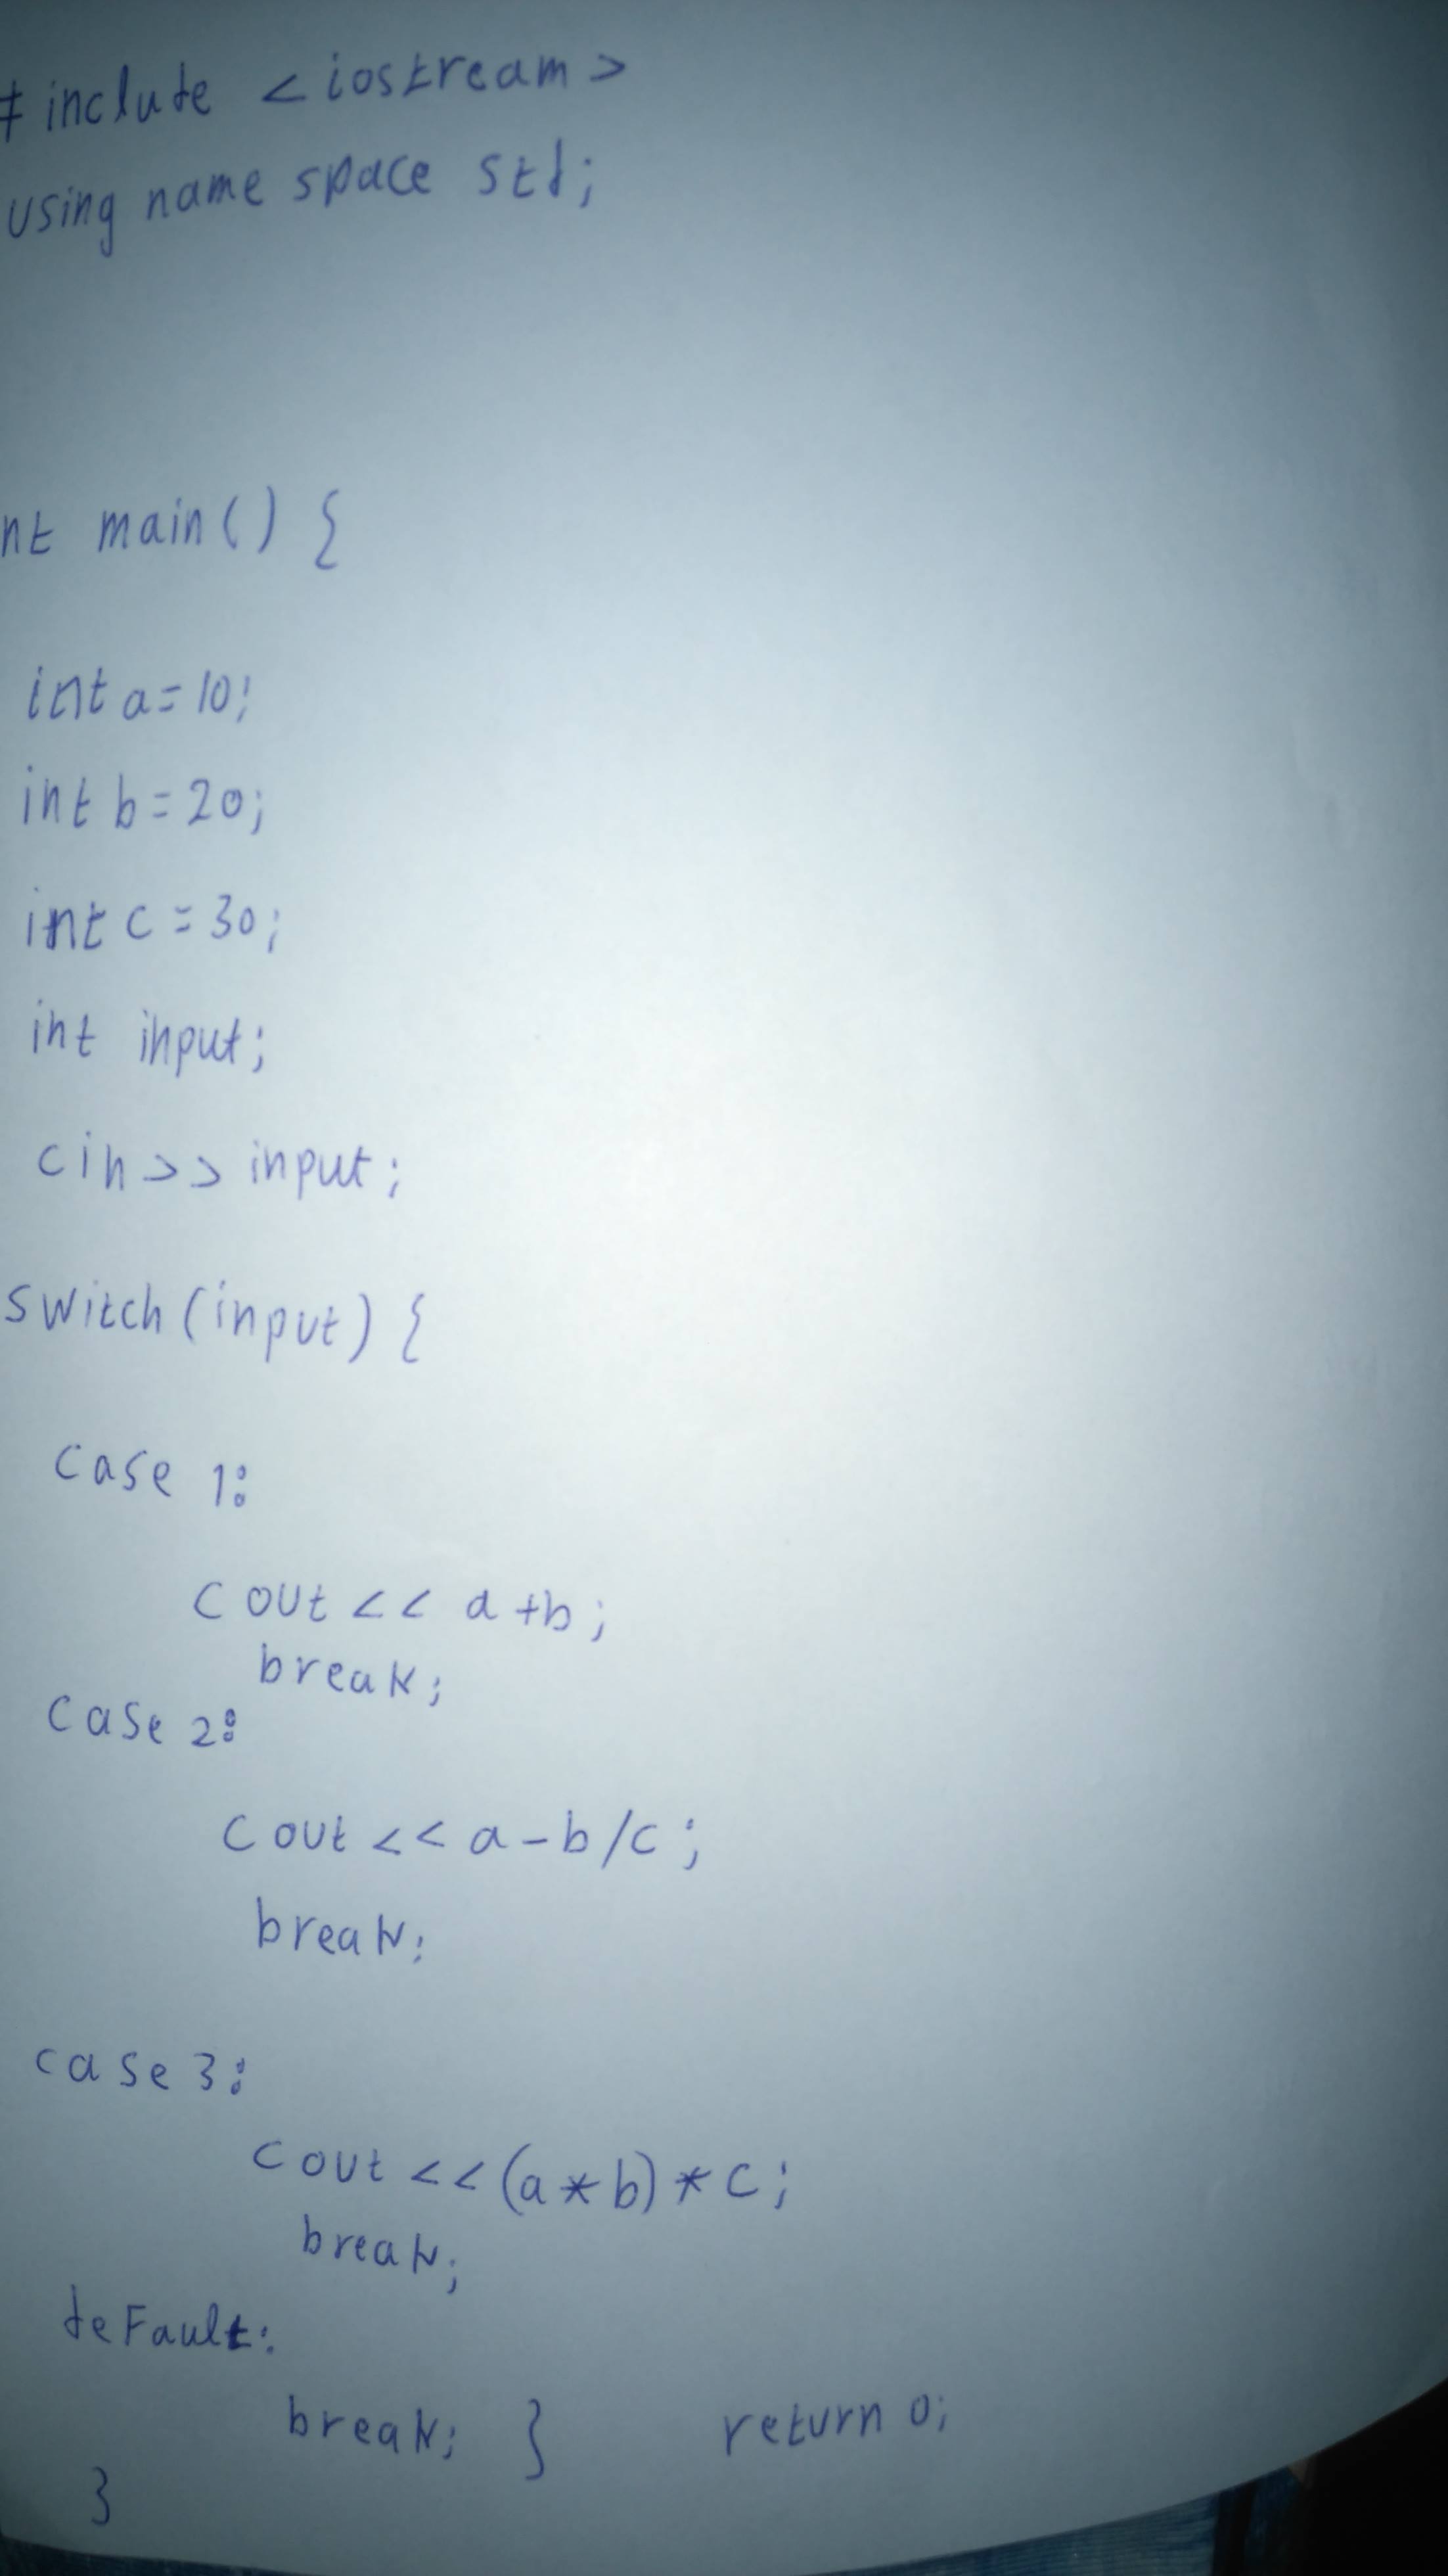 #include <iostream>
using name space std;
nt main() {
int a=10;
int b=20;
int c=30;
int input;
cin>>input;
switch(input) {
case 1:
cout<< a+b;
break;
case 2:
cout<<a-b/c;
break;
case 3:
cout<<(a*b)*c;
break;
deFault:
break; } return 0;
}